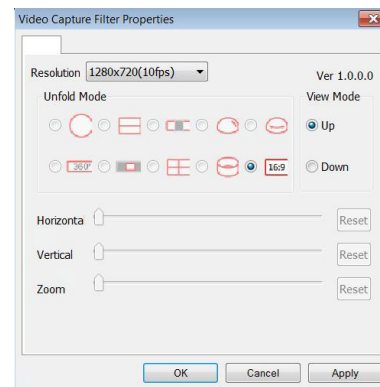 Video Capture Filter Properties
Resolution 1280x720(10fps) Ver 1.0.0.0
Unfold Mode View Mode
Up
360° 16:9 Down
Horizonta Reset
Vertical Reset
Zoom Reset
OK Cancel Apply